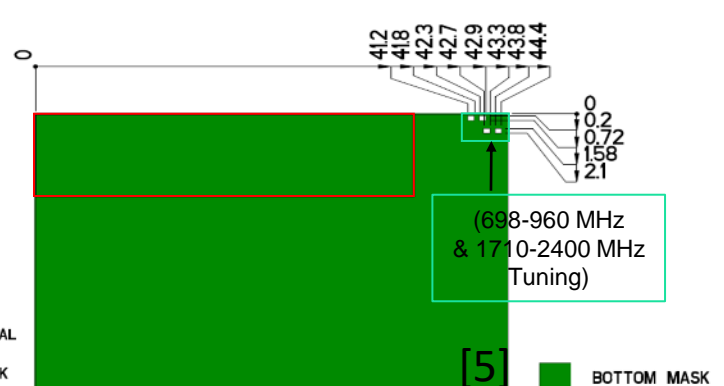 0
41.2
41.8
42.3
42.7
42.9
43.3
43.8
44.4
0
0.2
0.72
1.58
2.1
(698-960 MHz
& 1710-2400 MHz
Tuning)
AL
K
[5]
BOTTOM MASK